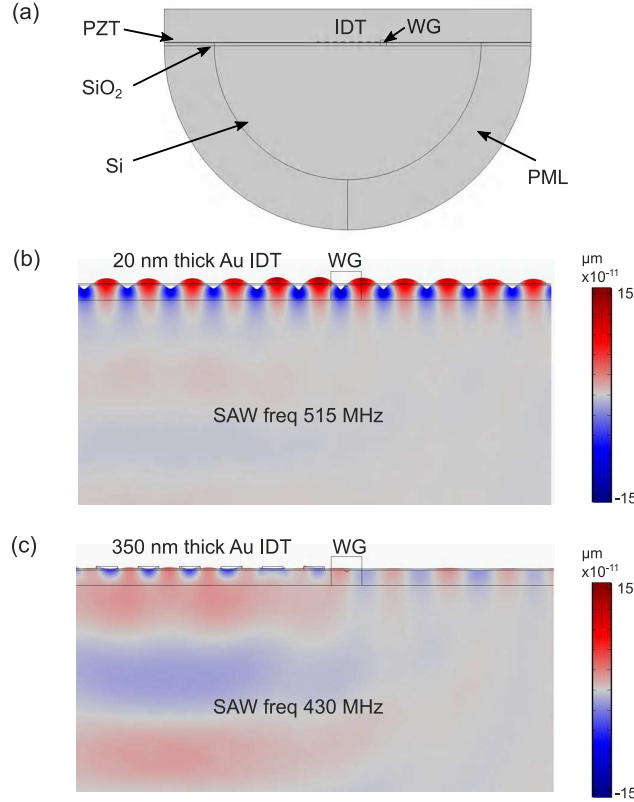 (a)
PZT
IDT
WG
SiO₂
Si
PML
(b)
20 nm thick Au IDT
WG
µm
x10⁻¹¹
15
SAW freq 515 MHz
-15
(c)
350 nm thick Au IDT
WG
µm
x10⁻¹¹
15
SAW freq 430 MHz
-15